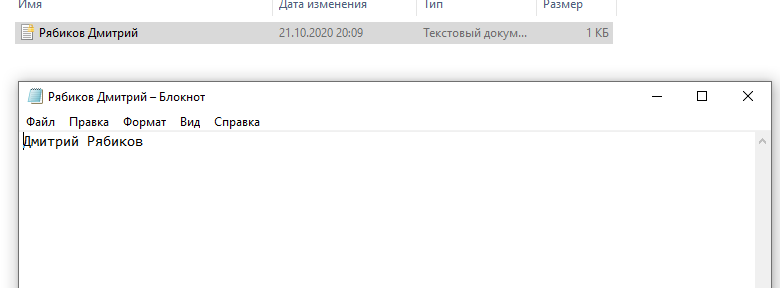 Имя Дата изменения Тип Размер
Рябиков Дмитрий 21.10.2020 20:09 Текстовый докум... 1 КБ
Рябиков Дмитрий – Блокнот
Файл Правка Формат Вид Справка
Дмитрий Рябиков